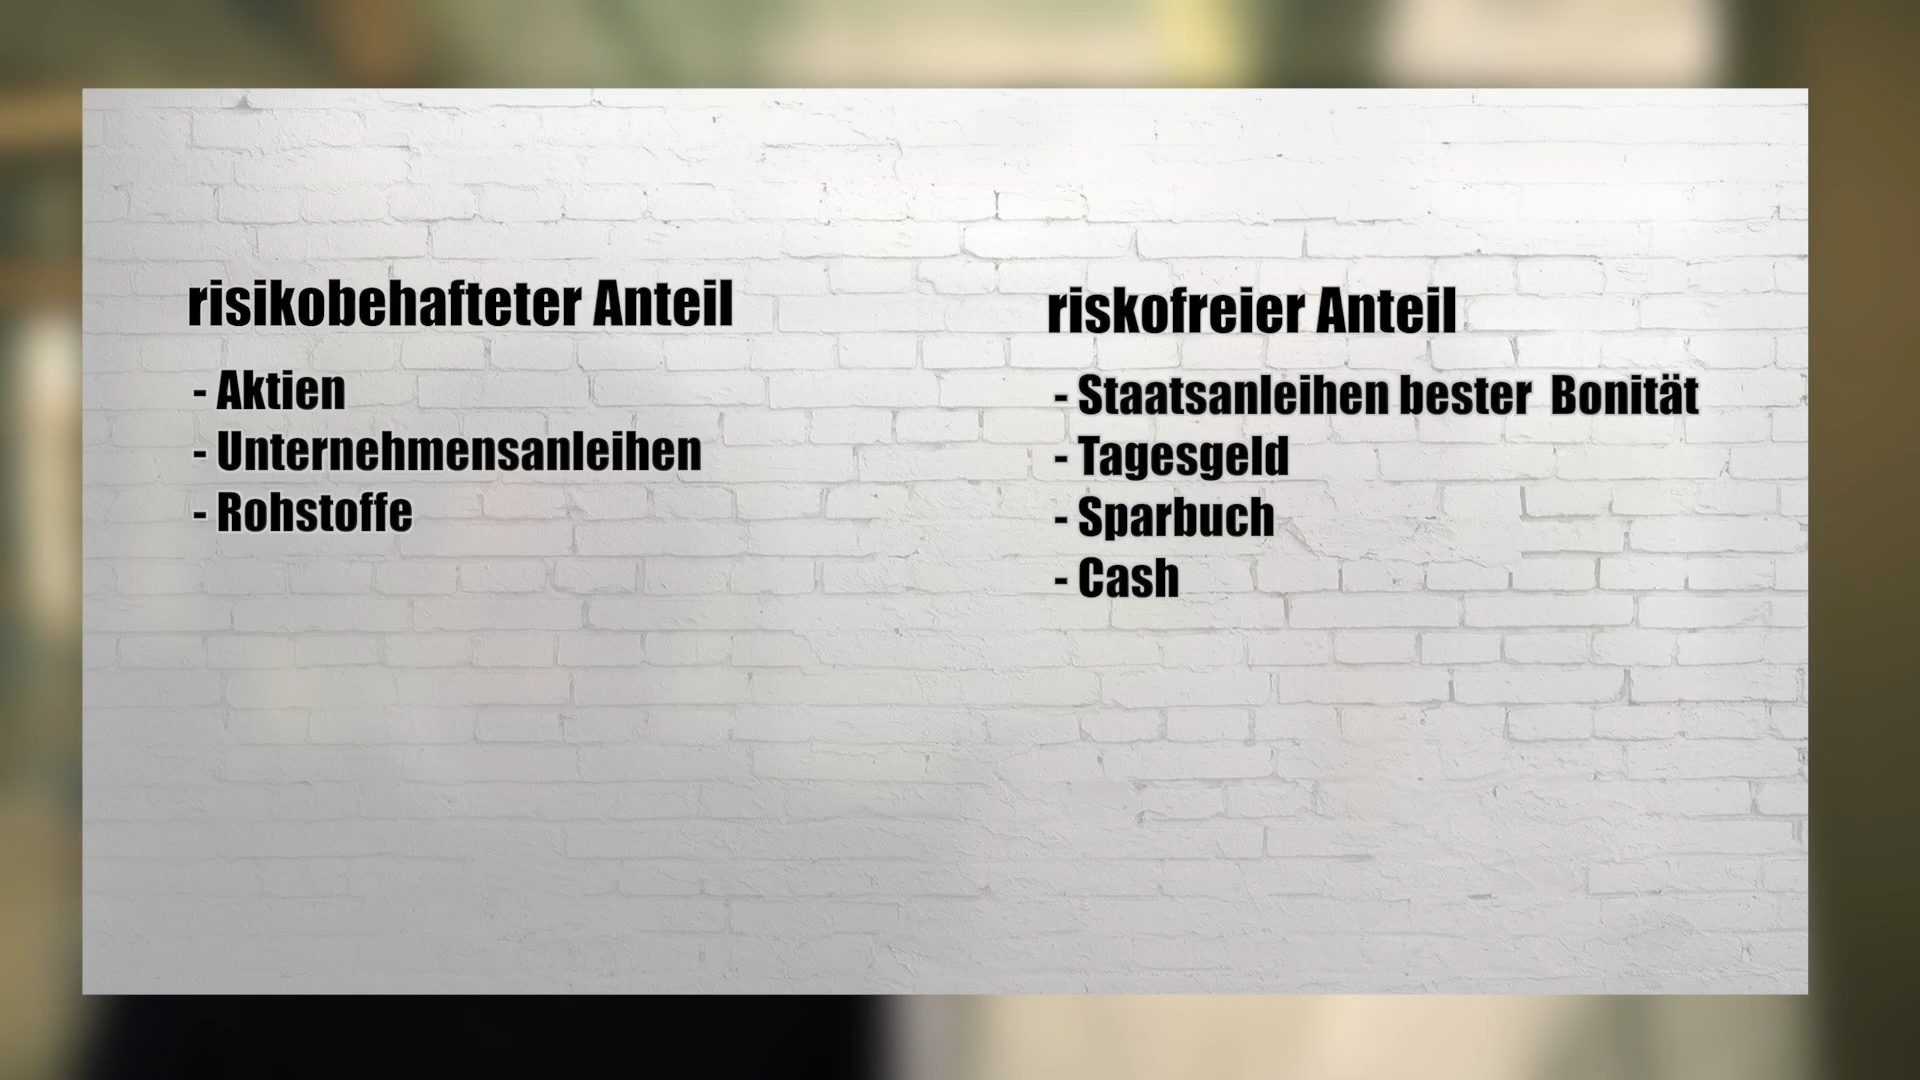 risikobehafteter Anteil
- Aktien
- Unternehmensanleihen
- Rohstoffe
riskofreier Anteil
- Staatsanleihen bester Bonität
- Tagesgeld
- Sparbuch
- Cash